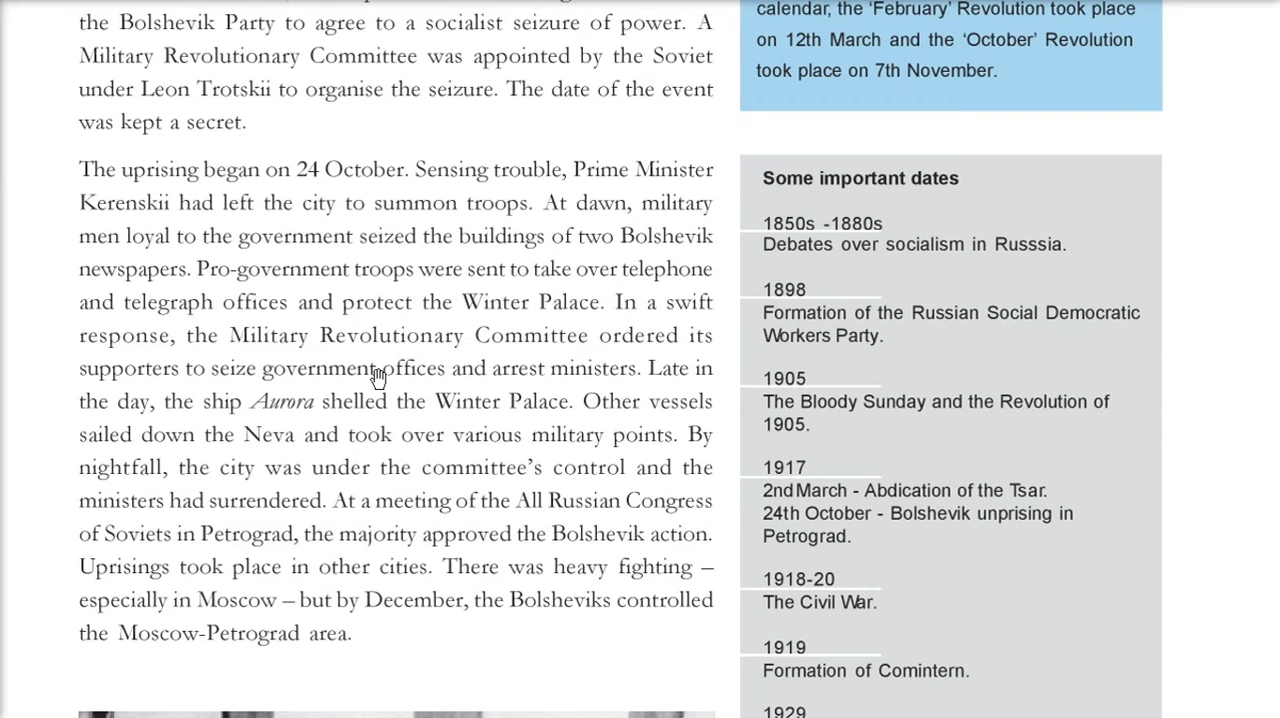 the Bolshevik Party to agree to a socialist seizure of power. A
Military Revolutionary Committee was appointed by the Soviet
under Leon Trotskii to organise the seizure. The date of the event
was kept a secret.
The uprising began on 24 October. Sensing trouble, Prime Minister
Kerenskii had left the city to summon troops. At dawn, military
men loyal to the government seized the buildings of two Bolshevik
newspapers. Pro-government troops were sent to take over telephone
and telegraph offices and protect the Winter Palace. In a swift
response, the Military Revolutionary Committee ordered its
supporters to seize government offices and arrest ministers. Late in
the day, the ship Aurora shelled the Winter Palace. Other vessels
sailed down the Neva and took over various military points. By
nightfall, the city was under the committee’s control and the
ministers had surrendered. At a meeting of the All Russian Congress
of Soviets in Petrograd, the majority approved the Bolshevik action.
Uprisings took place in other cities. There was heavy fighting –
especially in Moscow – but by December, the Bolsheviks controlled
the Moscow-Petrograd area.
calendar, the ‘February’ Revolution took place
on 12th March and the ‘October’ Revolution
took place on 7th November.
Some important dates
1850s -1880s
Debates over socialism in Russsia.
1898
Formation of the Russian Social Democratic
Workers Party.
1905
The Bloody Sunday and the Revolution of
1905.
1917
2nd March - Abdication of the Tsar.
24th October - Bolshevik unprising in
Petrograd.
1918-20
The Civil War.
1919
Formation of Comintern.
1929